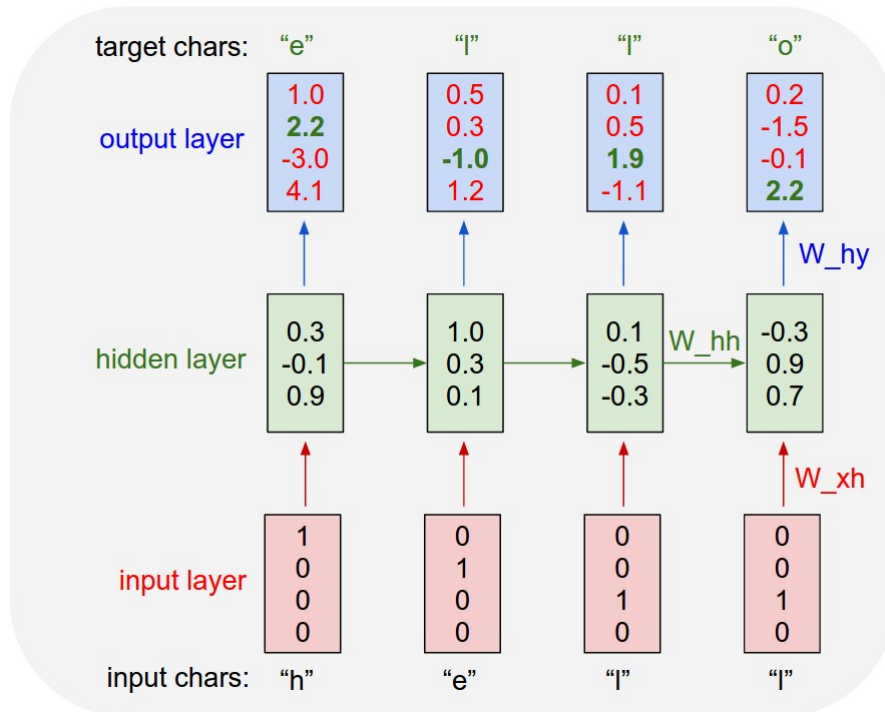 target chars: “e” “l” “l” “o”
output layer
1.0 0.5 0.1 0.2
2.2 0.3 0.5 -1.5
-3.0 -1.0 1.9 -0.1
4.1 1.2 -1.1 2.2
W_hy
hidden layer
0.3 1.0 0.1 -0.3
-0.1 0.3 -0.5 0.9
0.9 0.1 -0.3 0.7
W_hh
W_xh
input layer
1 0 0 0
0 1 0 0
0 0 1 1
0 0 0 0
input chars: “h” “e” “l” “l”